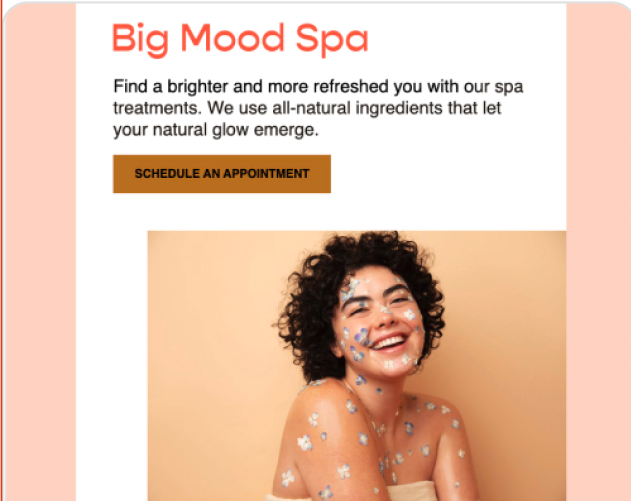 Big Mood Spa
Find a brighter and more refreshed you with our spa
treatments. We use all-natural ingredients that let
your natural glow emerge.
SCHEDULE AN APPOINTMENT